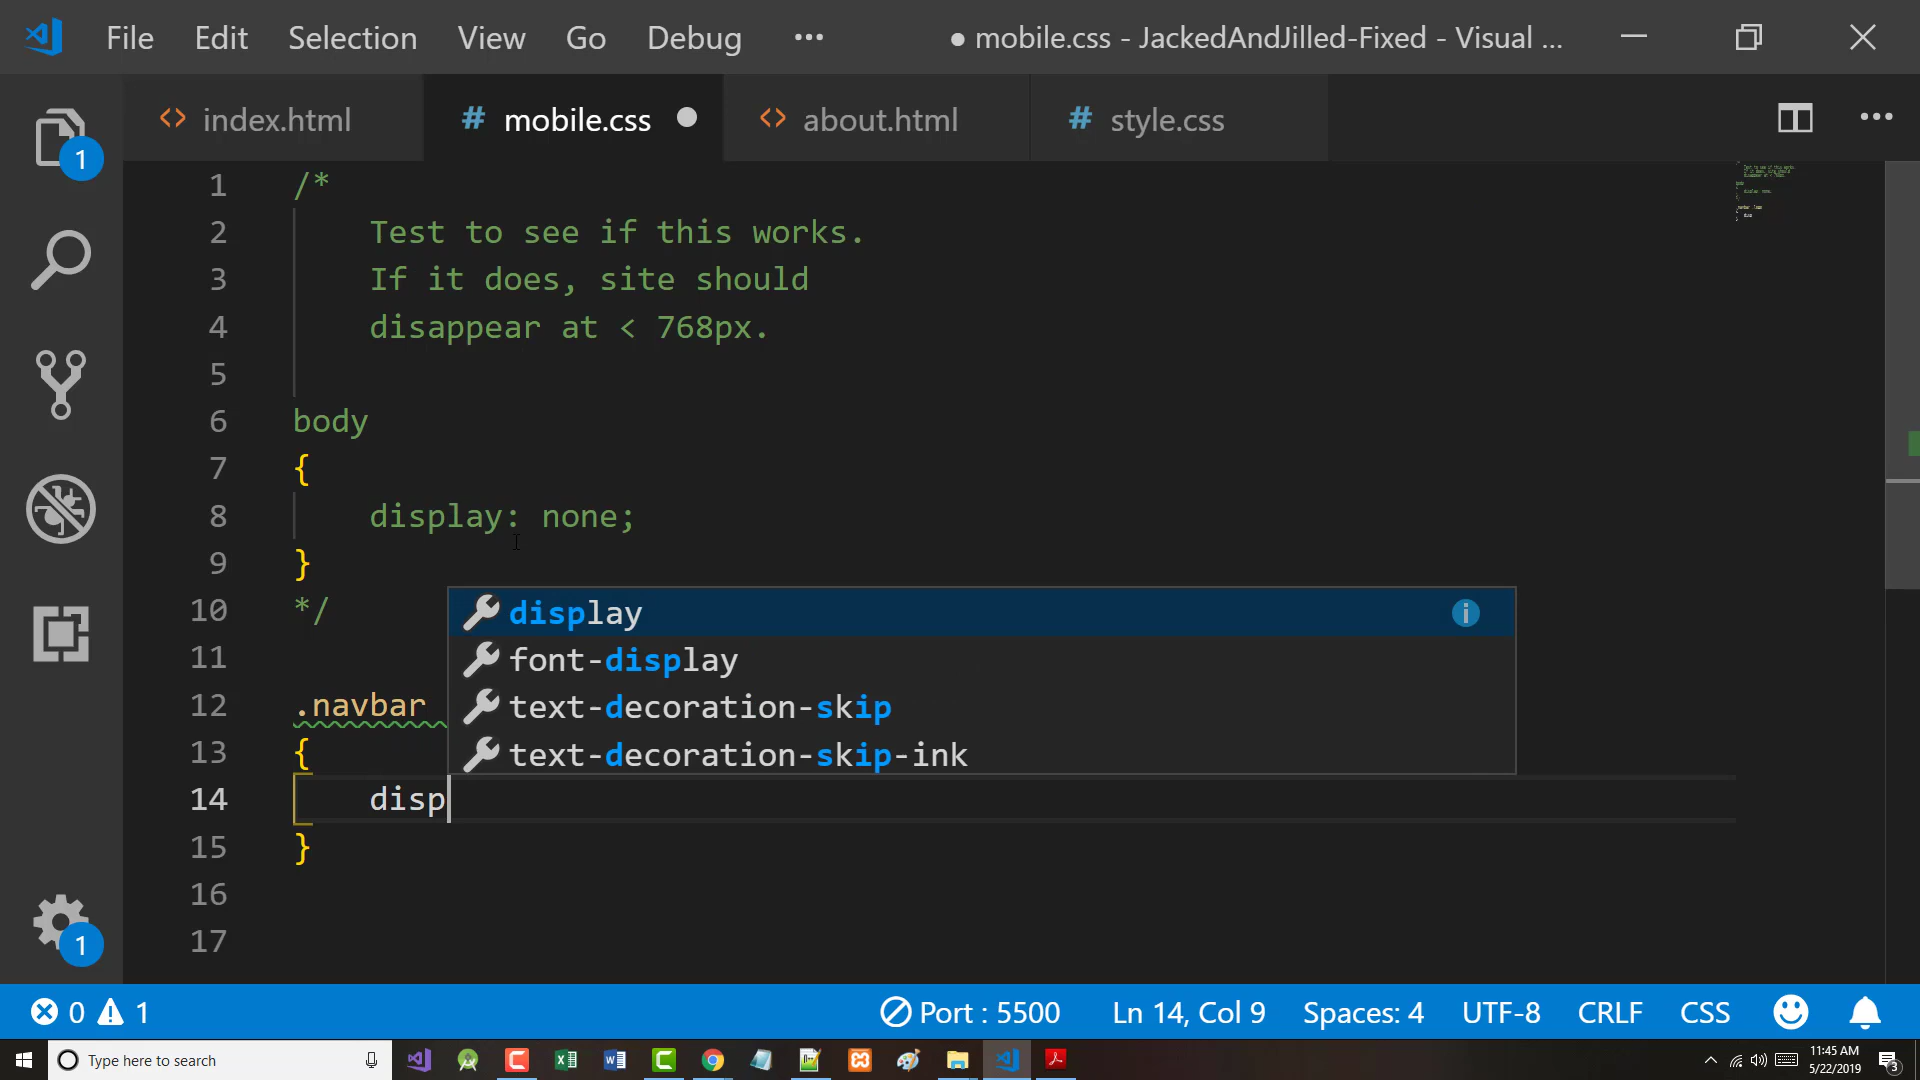 File Edit Selection View Go Debug ••• ● mobile.css - JackedAndJilled-Fixed - Visual ...
<> index.html # mobile.css ● <> about.html # style.css •••
1 /*
2 Test to see if this works.
3 If it does, site should
4 disappear at < 768px.
5
6 body
7 {
8 display: none;
9 }
10 */
display
11
font-display
12 .navbar
text-decoration-skip
13 {
text-decoration-skip-ink
14 disp
15 }
16
17
1
1
0 1 Port : 5500 Ln 14, Col 9 Spaces: 4 UTF-8 CRLF CSS
Type here to search
11:45 AM
5/22/2019
3